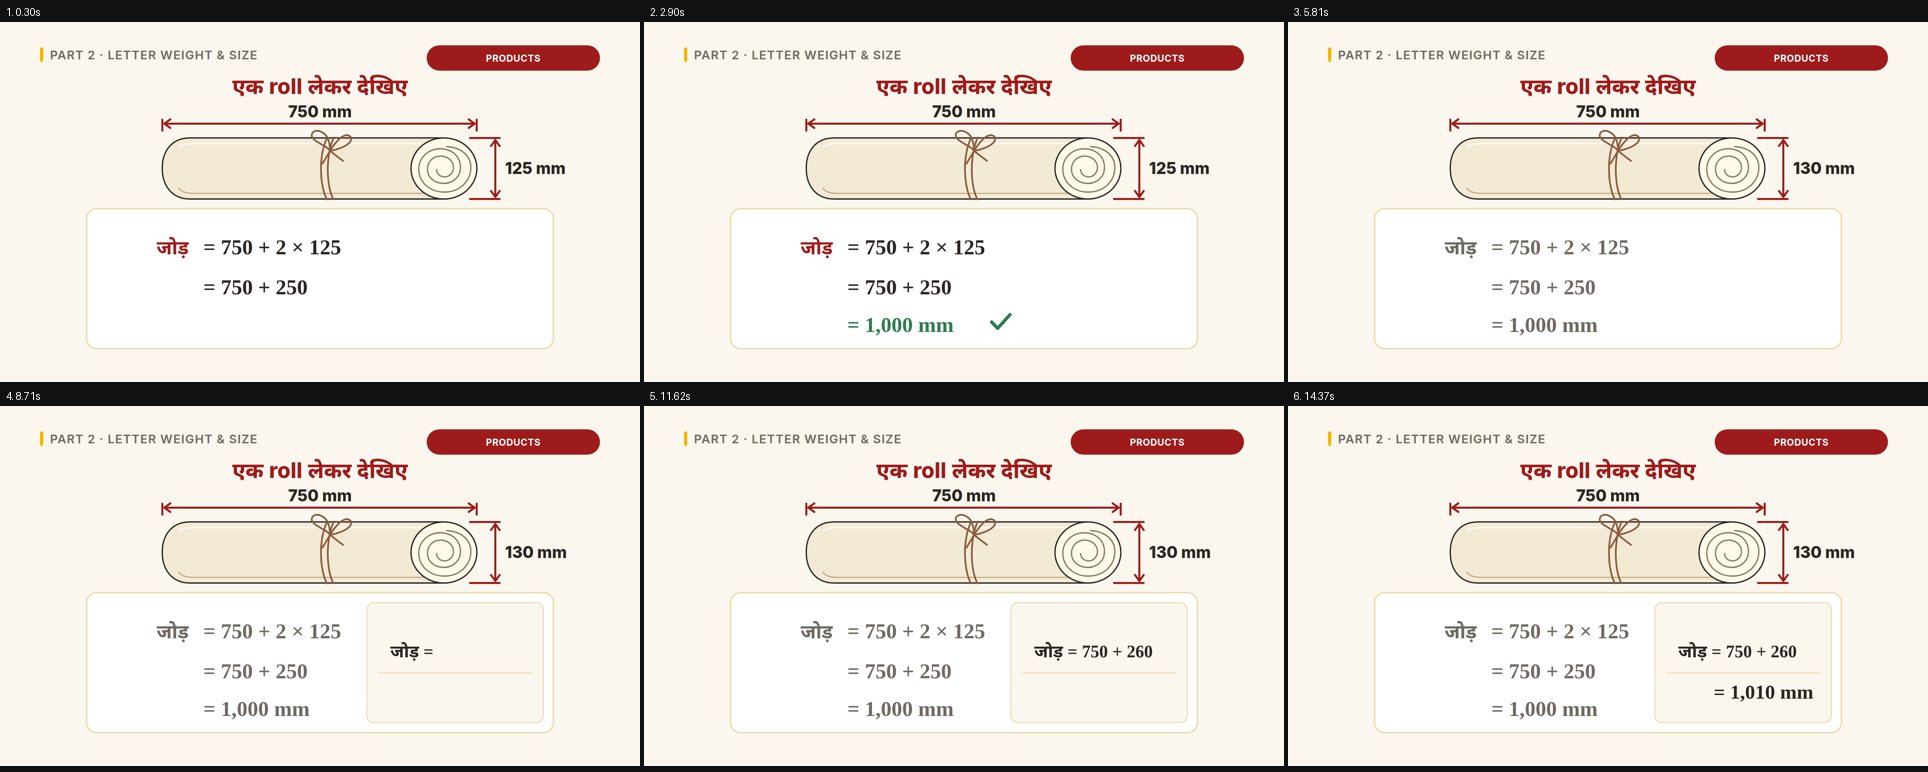 1. 0.30s
PART 2 · LETTER WEIGHT & SIZE
PRODUCTS
एक roll लेकर देखिए
750 mm
125 mm
जोड़ = 750 + 2 × 125
= 750 + 250
2. 2.90s
PART 2 · LETTER WEIGHT & SIZE
PRODUCTS
एक roll लेकर देखिए
750 mm
125 mm
जोड़ = 750 + 2 × 125
= 750 + 250
= 1,000 mm
3. 5.81s
PART 2 · LETTER WEIGHT & SIZE
PRODUCTS
एक roll लेकर देखिए
750 mm
130 mm
जोड़ = 750 + 2 × 125
= 750 + 250
= 1,000 mm
4. 8.71s
PART 2 · LETTER WEIGHT & SIZE
PRODUCTS
एक roll लेकर देखिए
750 mm
130 mm
जोड़ = 750 + 2 × 125
= 750 + 250
= 1,000 mm
जोड़ =
5. 11.62s
PART 2 · LETTER WEIGHT & SIZE
PRODUCTS
एक roll लेकर देखिए
750 mm
130 mm
जोड़ = 750 + 2 × 125
= 750 + 250
= 1,000 mm
जोड़ = 750 + 260
6. 14.37s
PART 2 · LETTER WEIGHT & SIZE
PRODUCTS
एक roll लेकर देखिए
750 mm
130 mm
जोड़ = 750 + 2 × 125
= 750 + 250
= 1,000 mm
जोड़ = 750 + 260
= 1,010 mm